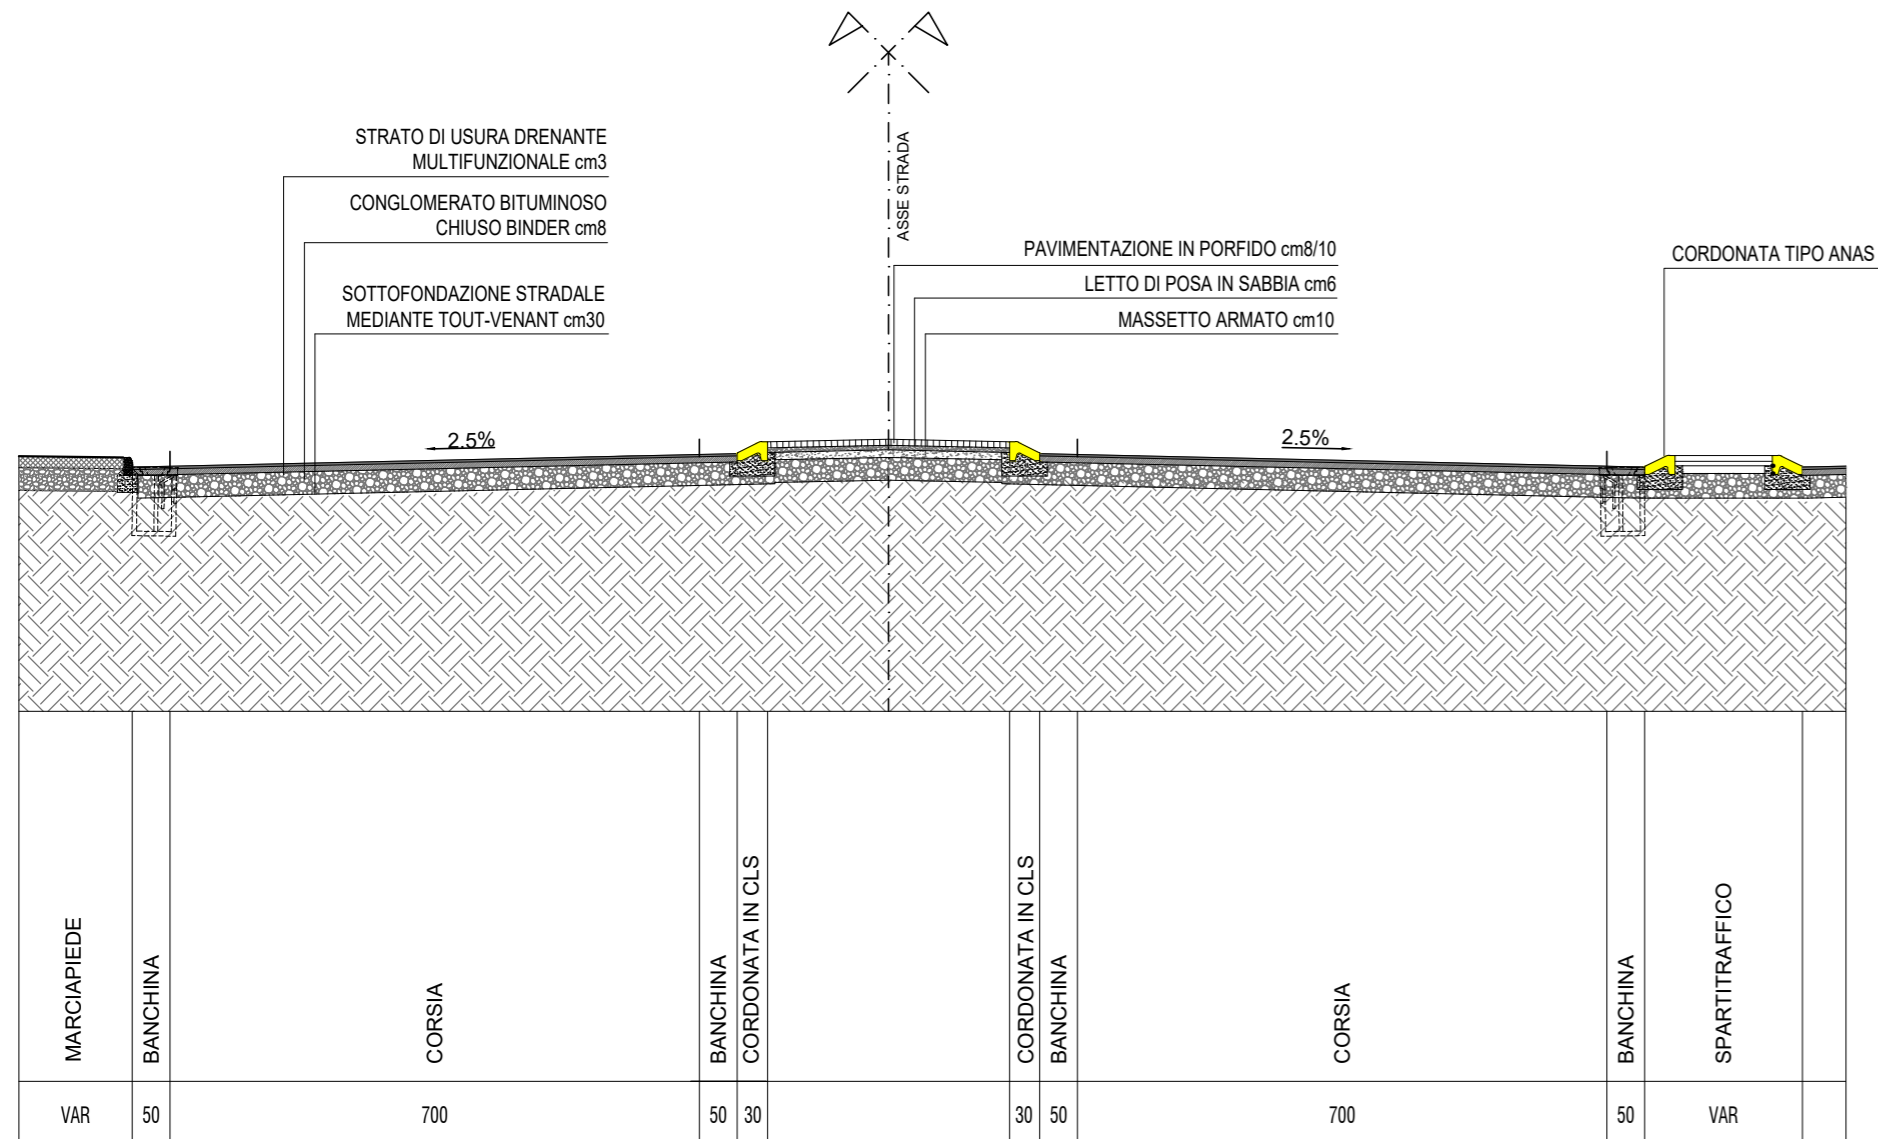 STRATO DI USURA DRENANTE
MULTIFUNZIONALE cm3
CONGLOMERATO BITUMINOSO
CHIUSO BINDER cm8
SOTTOFONDAZIONE STRADALE
MEDIANTE TOUT-VENANT cm30
ASSE STRADA
PAVIMENTAZIONE IN PORFIDO cm8/10
LETTO DI POSA IN SABBIA cm6
MASSETTO ARMATO cm10
CORDONATA TIPO ANAS
2.5%
2.5%
MARCIAPIEDE
BANCHINA
CORSIA
BANCHINA
CORDONATA IN CLS
CORDONATA IN CLS
BANCHINA
CORSIA
BANCHINA
SPARTITRAFFICO
VAR
50
700
50
30
30
50
700
50
VAR